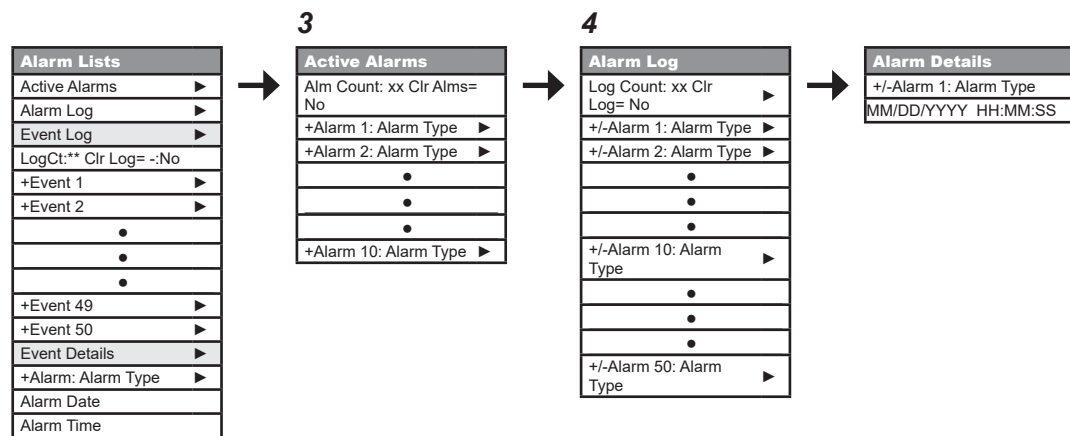 3
4
Alarm Lists
Active Alarms ►
Alarm Log ►
Event Log ►
LogCt:** Clr Log= -:No
+Event 1 ►
+Event 2 ►
●
●
●
+Event 49 ►
+Event 50 ►
Event Details ►
+Alarm: Alarm Type ►
Alarm Date
Alarm Time
Active Alarms
Alm Count: xx Clr Alms=
No
+Alarm 1: Alarm Type ►
+Alarm 2: Alarm Type ►
●
●
●
+Alarm 10: Alarm Type ►
Alarm Log
Log Count: xx Clr
Log= No ►
+/-Alarm 1: Alarm Type ►
+/-Alarm 2: Alarm Type ►
●
●
●
+/-Alarm 10: Alarm
Type ►
●
●
●
+/-Alarm 50: Alarm
Type ►
Alarm Details
+/-Alarm 1: Alarm Type
MM/DD/YYYY HH:MM:SS